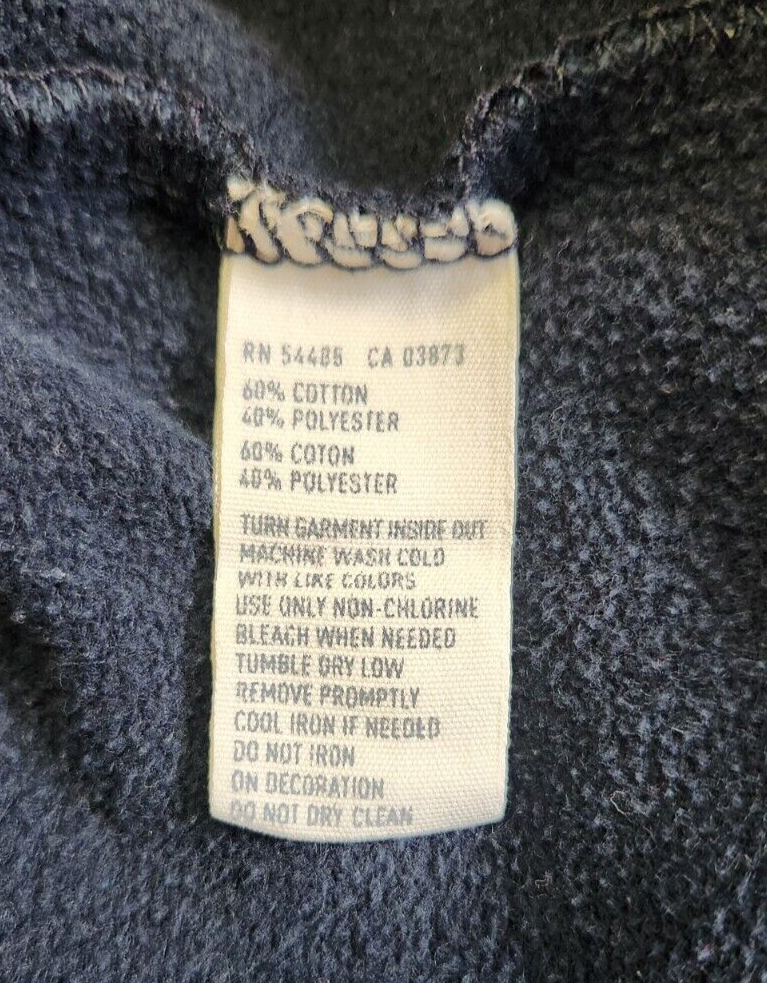 RN 54485 CA 03873
60% COTTON
40% POLYESTER
60% COTON
40% POLYESTER
TURN GARMENT INSIDE OUT
MACHINE WASH COLD
WITH LIKE COLORS
USE ONLY NON-CHLORINE
BLEACH WHEN NEEDED
TUMBLE DRY LOW
REMOVE PROMPTLY
COOL IRON IF NEEDED
DO NOT IRON
ON DECORATION
DO NOT DRY CLEAN